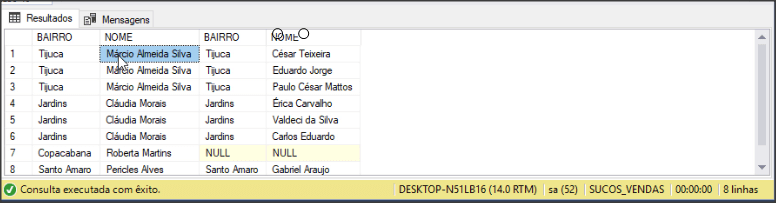 Resultados Mensagens
BAIRRO NOME BAIRRO NOME
1 Tijuca Márcio Almeida Silva Tijuca César Teixeira
2 Tijuca Márcio Almeida Silva Tijuca Eduardo Jorge
3 Tijuca Márcio Almeida Silva Tijuca Paulo César Mattos
4 Jardins Cláudia Morais Jardins Érica Carvalho
5 Jardins Cláudia Morais Jardins Valdeci da Silva
6 Jardins Cláudia Morais Jardins Carlos Eduardo
7 Copacabana Roberta Martins NULL NULL
8 Santo Amaro Pericles Alves Santo Amaro Gabriel Araujo
Consulta executada com êxito. DESKTOP-N51LB16 (14.0 RTM) sa (52) SUCOS_VENDAS 00:00:00 8 linhas